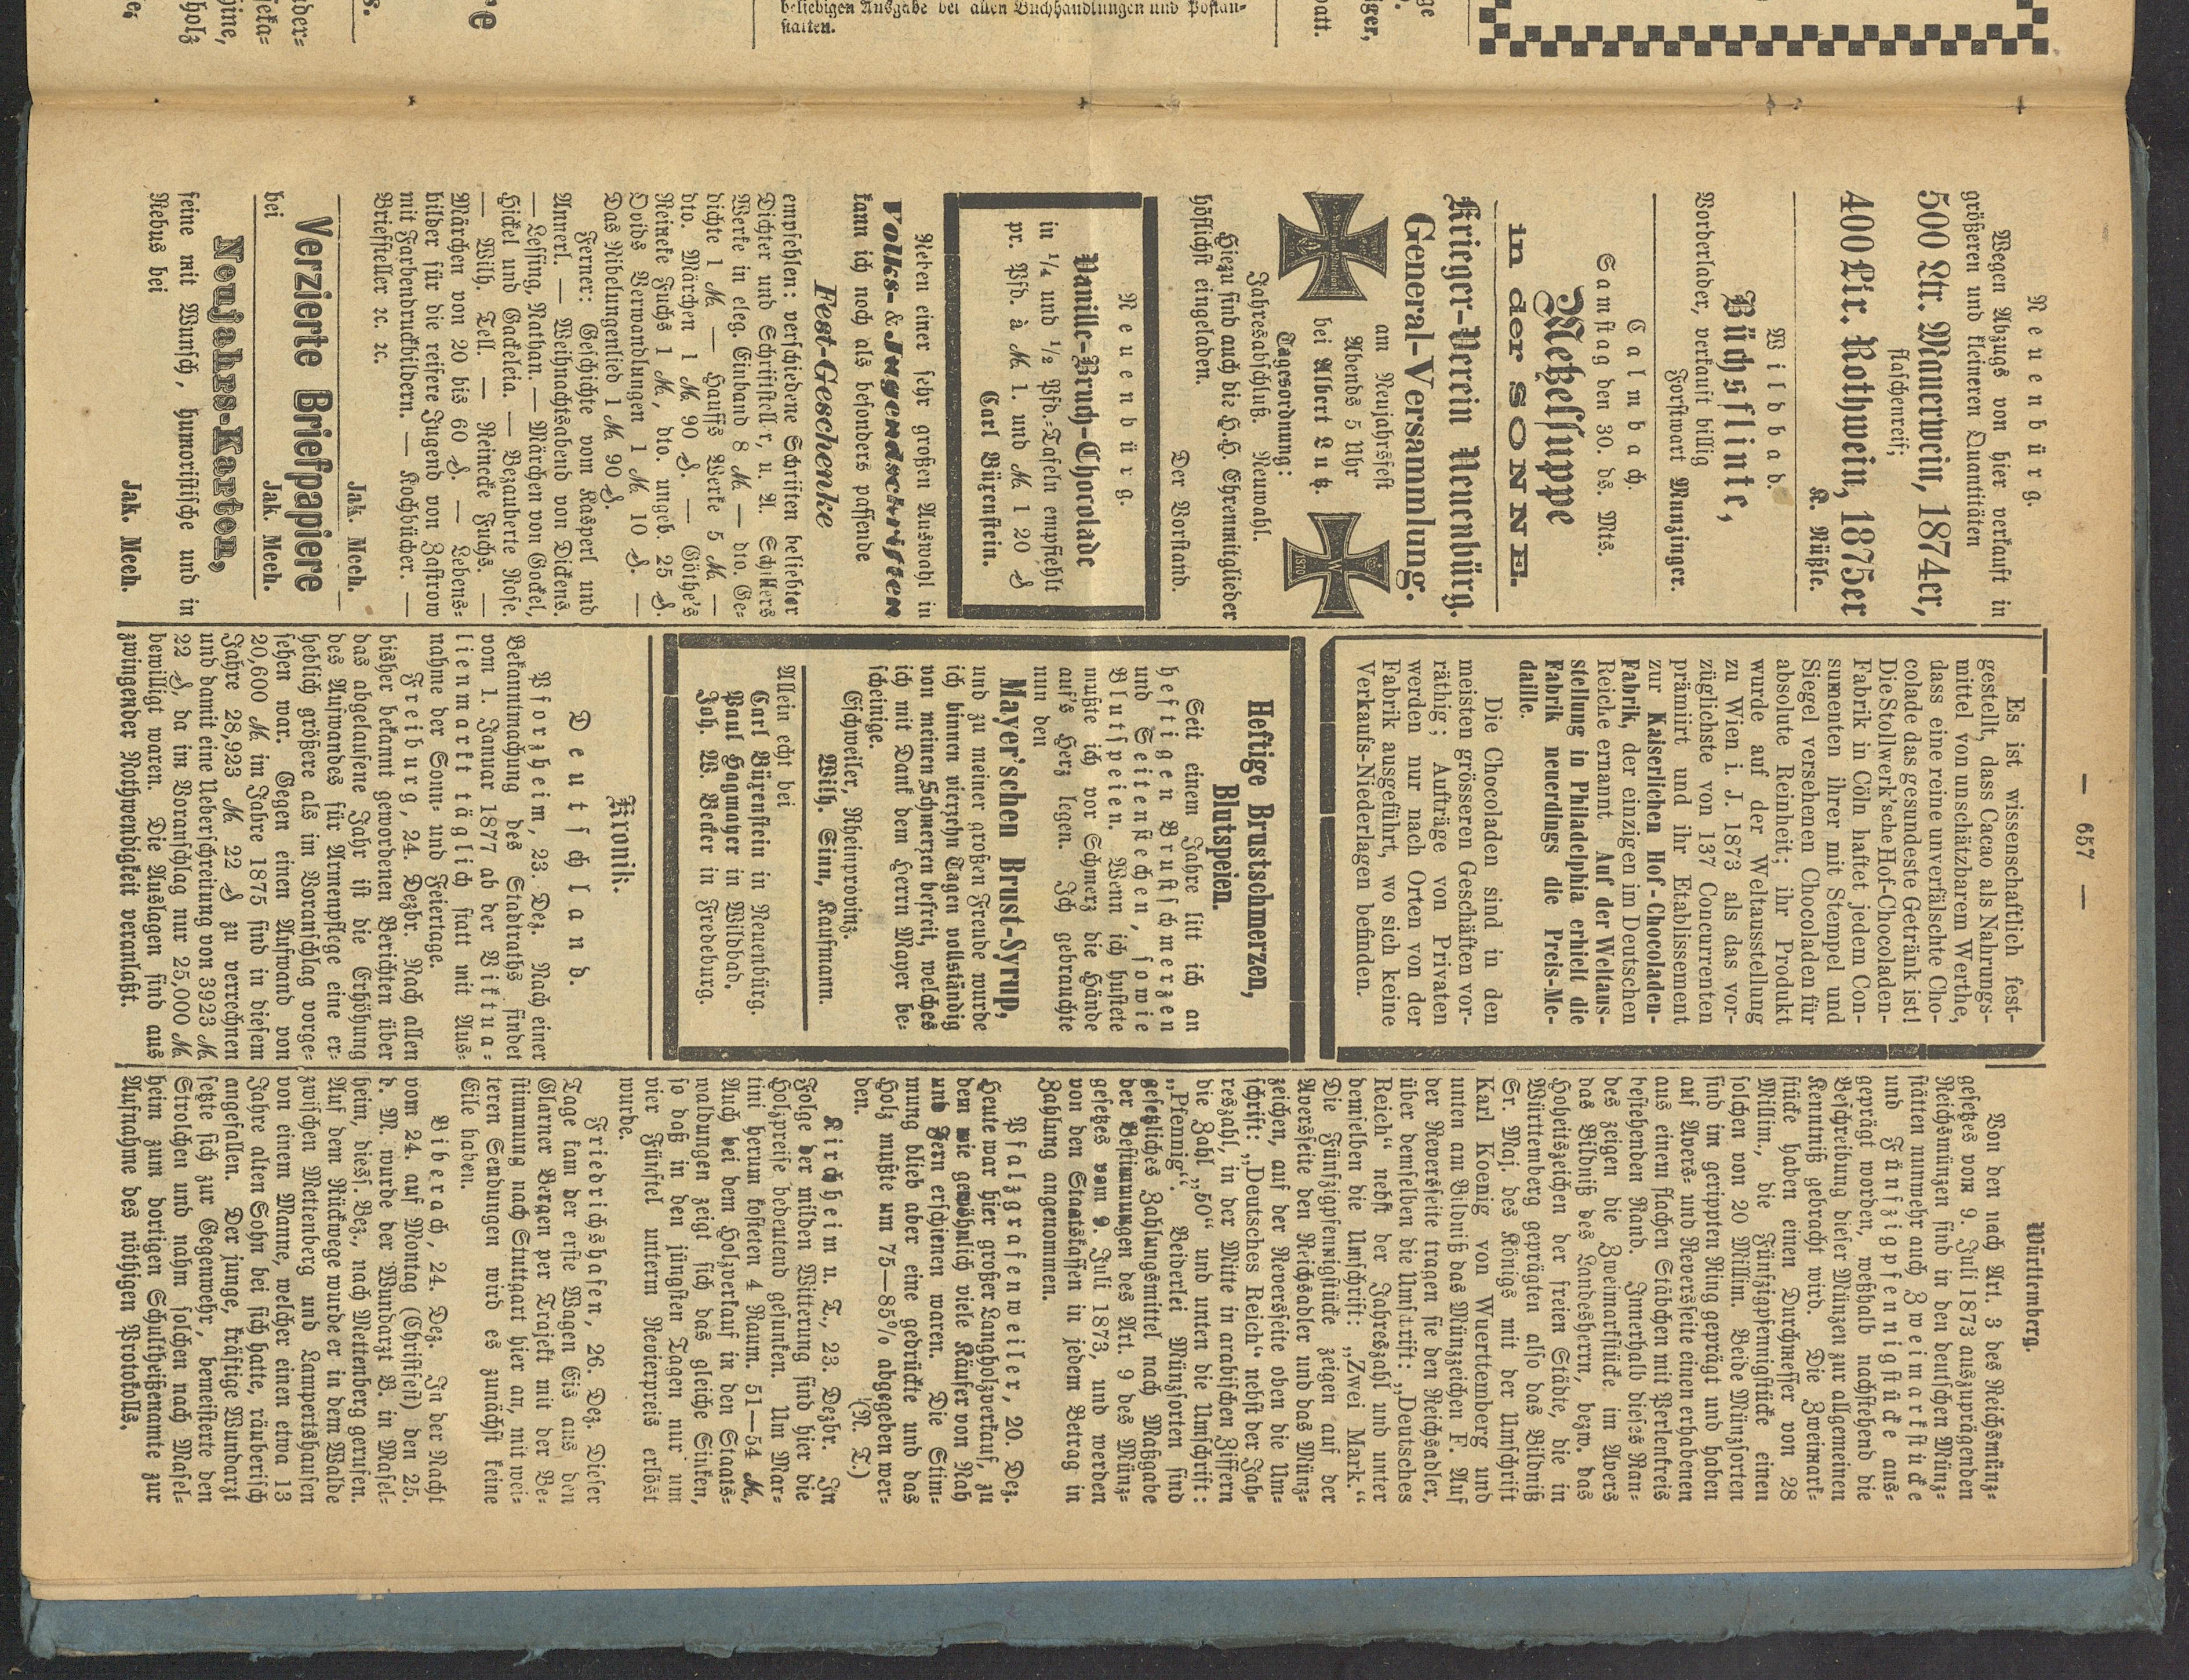 — 657 —
Neuenbürg.
Wegen Abzugs von hier verkauft in
größeren und kleineren Quantitäten
500 Ltr. Mauerwein, 1874er,
flaschenreif;
400 Ltr. Rothwein, 1875er
K. Nüßle.
Wildbad.
Büchsflinte,
Vorderlader, verkauft billig
Forstwart Munzinger.
Calmbach.
Samstag den 30. ds. Mts.
Metzelsuppe
in der SONNE.
Krieger-Verein Neuenbürg.
General-Versammlung.
am Neujahrsfest
Abends 5 Uhr
bei Albert Lutz.
W
1870
Tagesordnung:
Jahresabschluß. Neuwahl.
Hiezu sind auch die H.H. Ehrenmitglieder
höflichst eingeladen.
Der Vorstand.
Neuenbürg.
Vanille-Bruch-Chocolade
in 1/4 und 1/2 Pfd.-Tafeln empfiehlt
pr. Pfd. à M. 1. und M. 1 20 ₰
Carl Bürenstein.
Neben einer sehr großen Auswahl in
Volks- & Jugendschriften
kann ich noch als besonders passende
Fest-Geschenke
empfehlen: verschiedene Schriften beliebter
Dichter und Schriftsteller, u. A. Schillers
Werke in eleg. Einband 8 M. — dto. Ge-
dichte 1 M. — Hauffs Werke 5 M. —
dto. Märchen 1 M. 90 ₰. — Göthe's
Reineke Fuchs 1 M., dto. ungeb. 25 ₰.
Ovids Verwandlungen 1 M. 10 ₰. —
Das Nibelungenlied 1 M. 90 ₰.
Ferner: Geschichte vom Kasperl und
Annerl. — Weihnachtsabend von Dickens.
— Lessing, Nathan. — Märchen von Gockel,
Hickel und Gackeleia. — Bezauberte Rose.
— Wilh. Tell. — Reinecke Fuchs. —
Märchen von 20 bis 60 ₰. — Lebens-
bilder für die reifere Jugend von Zastrow
mit Farbendruckbildern. — Kochbücher. —
Briefsteller ꝛc. ꝛc.
Jak. Meeh.
Verzierte Briefpapiere
bei
Jak. Meeh.
Neujahrs-Karten,
feine mit Wunsch, humoristische und in
Rebus bei
Jak. Meeh.
Es ist wissenschaftlich fest-
gestellt, dass Cacao als Nahrungs-
mittel von unschätzbarem Werthe,
dass eine reine unverfälschte Cho-
colade das gesundeste Getränk ist!
Die Stollwerk'sche Hof-Chocoladen-
Fabrik in Cöln haftet jedem Con-
sumenten ihrer mit Stempel und
Siegel versehenen Chocoladen für
absolute Reinheit; ihr Produkt
wurde auf der Weltausstellung
zu Wien i. J. 1873 als das vor-
züglichste von 137 Concurrenten
prämiirt und ihr Etablissement
zur Kaiserlichen Hof-Chocoladen-
Fabrik, der einzigen im Deutschen
Reiche ernannt Auf der Weltaus-
stellung in Philadelphia erhielt die
Fabrik neuerdings die Preis-Me-
daille.
Die Chocoladen sind in den
meisten grösseren Geschäften vor-
räthig; Aufträge von Privaten
werden nur nach Orten von der
Fabrik ausgeführt, wo sich keine
Verkaufs-Niederlagen befinden.
Heftige Brustschmerzen,
Blutspeien.
Seit einem Jahre litt ich an
heftigen Brustschmerzen
und Seitenstechen, sowie
Blutspeien. Wenn ich hustete
mußte ich vor Schmerz die Hände
auf's Herz legen. Ich gebrauchte
nun den
Mayer'schen Brust-Syrup,
und zu meiner großen Freude wurde
ich binnen vierzehn Tagen vollständig
von meinen Schmerzen befreit, welches
ich mit Dank dem Herrn Mayer be-
scheinige.
Eichweiler, Rheinprovinz.
Wilh. Sinn, Kaufmann.
Allein echt bei
Carl Bürenstein in Neuenbürg.
Paul Hagmayer in Wildbad.
Joh. W. Becker in Fredeburg.
Kronik.
Deutschland.
Pforzheim, 23. Dez. Nach einer
Bekanntmachung des Stadtraths findet
vom 1. Januar 1877 ab der Viktua-
lienmarkt täglich statt mit Aus-
nahme der Sonn- und Feiertage.
Freiburg, 24. Dezbr. Nach allen
bisher bekannt gewordenen Berichten über
das abgelaufene Jahr ist die Erhöhung
des Aufwandes für Armenpflege eine er-
heblich größere als im Voranschlag vorge-
sehen war. Gegen einen Aufwand von
20,600 M. im Jahre 1875 sind in diesem
Jahre 28,923 M. 22 ₰ zu verrechnen
und damit eine Ueberschreitung von 3923 M.
22 ₰, da im Voranschlag nur 25,000 M.
bewilligt waren. Die Auslagen sind aus
zwingender Nothwendigkeit veranlaßt.
Württemberg.
Von den nach Art. 3 des Reichsmünz-
gesetzes vom 9. Juli 1873 auszuprägenden
Reichsmünzen sind in den deutschen Münz-
stätten nunmehr auch Zweimarkstücke
und Fünfzigpfennigstücke aus-
geprägt worden, weßhalb nachstehend die
Beschreibung dieser Münzen zur allgemeinen
Kenntniß gebracht wird. Die Zweimark-
stücke haben einen Durchmesser von 28
Millim., die Fünfzigpfennigstücke einen
solchen von 20 Millim. Beide Münzsorten
sind im gerippten Ring geprägt und haben
auf Avers- und Reversseite einen erhabenen
aus einem flachen Stäbchen mit Perlenkreis
bestehenden Rand. Innerhalb dieses Ran-
des zeigen die Zweimarkstücke im Avers
das Bildniß des Landesherrn, bezw. das
Hoheitszeichen der freien Städte, die in
Württemberg geprägten also das Bildniß
Sr. Maj. des Königs mit der Umschrift
Karl Koenig von Wuerttemberg und
unten am Bildniß das Münzzeichen F. Auf
der Reversseite tragen sie den Reichsadler,
über demselben die Umschrift: „Deutsches
Reich“ nebst der Jahreszahl und unter
demselben die Umschrift: „Zwei Mark.“
Die Fünfzigpfennigstücke zeigen auf der
Aversseite den Reichsadler und das Münz-
zeichen, auf der Reversseite oben die Um-
schrift: „Deutsches Reich“ nebst der Jah-
reszahl, in der Mitte in arabischen Ziffern
die Zahl „50“ und unten die Umschrift:
„Pfennig“. Beiderlei Münzsorten sind
gesetzliches Zahlungsmittel nach Maßgabe
der Bestimmungen des Art. 9 des Münz-
gesetzes vom 9. Juli 1873, und werden
von den Staatskassen in jedem Betrag in
Zahlung angenommen.
Pfalzgrafenweiler, 20. Dez.
Heute war hier großer Langholzverkauf, zu
dem wie gewöhnlich viele Käufer von Nah
und Fern erschienen waren. Die Stim-
mung blieb aber eine gedrückte und das
Holz mußte um 75—85% abgegeben wer-
den. (N. T.)
Kirchheim u. T., 23. Dezbr. In
Folge der milden Witterung sind hier die
Holzpreise bedeutend gesunken. Um Mar-
tini herum kosteten 4 Raum. 51—54 M.,
Auch bei dem Holzverkauf in den Staats-
waldungen zeigt sich das gleiche Sinken,
so daß in den jüngsten Tagen nur um
vier Fünftel unterm Revierpreis erlöst
wurde.
Friedrichshafen, 26. Dez. Dieser
Tage kam der erste Wagen Eis aus den
Glarner Bergen per Trajekt mit der Be-
stimmung nach Stuttgart hier an, mit wei-
teren Sendungen wird es zunächst keine
Eile haben.
Biberach, 24. Dez. In der Nacht
vom 24. auf Montag (Christfest) den 25.
d. M. wurde der Wundarzt B. in Masel-
heim, dies. Bez., nach Mettenberg gerufen.
Auf dem Rückwege wurde er in dem Walde
zwischen Mettenberg und Lampertshausen
von einem Manne, welcher einen etwa 13
Jahre alten Sohn bei sich hatte, räuberisch
angefallen. Der junge, kräftige Wundarzt
setzte sich zur Gegenwehr, bemeisterte den
Strolchen und nahm solchen nach Masel-
heim zum dortigen Schultheißenamte zur
Aufnahme des nöthigen Protokolls.
beliebigen Ausgabe bei allen Buchhandlungen und Postan-
stalten.